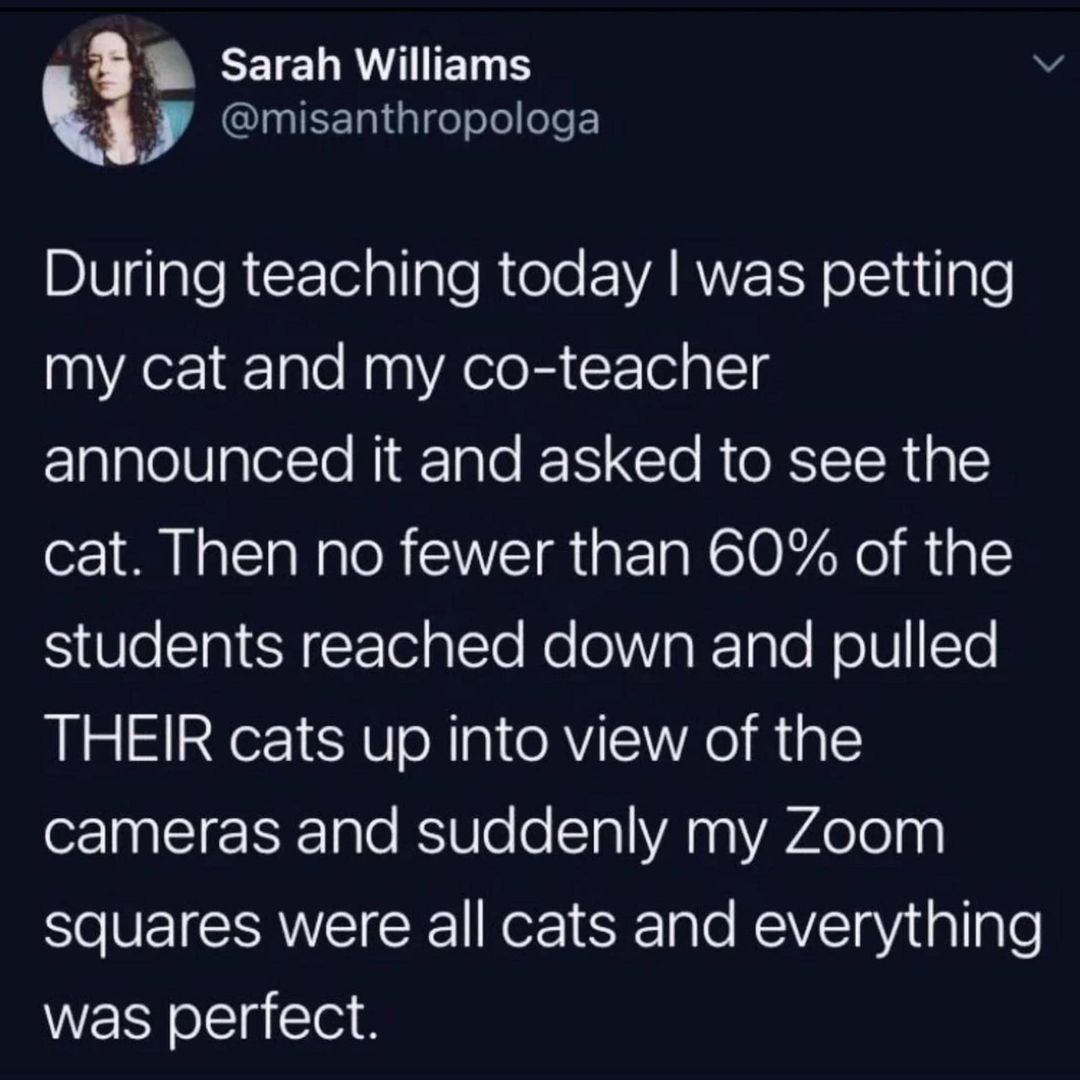 Sarah Williams
@misanthropologa
During teaching today I was petting
my cat and my co-teacher
announced it and asked to see the
cat. Then no fewer than 60% of the
students reached down and pulled
THEIR cats up into view of the
cameras and suddenly my Zoom
squares were all cats and everything
was perfect.